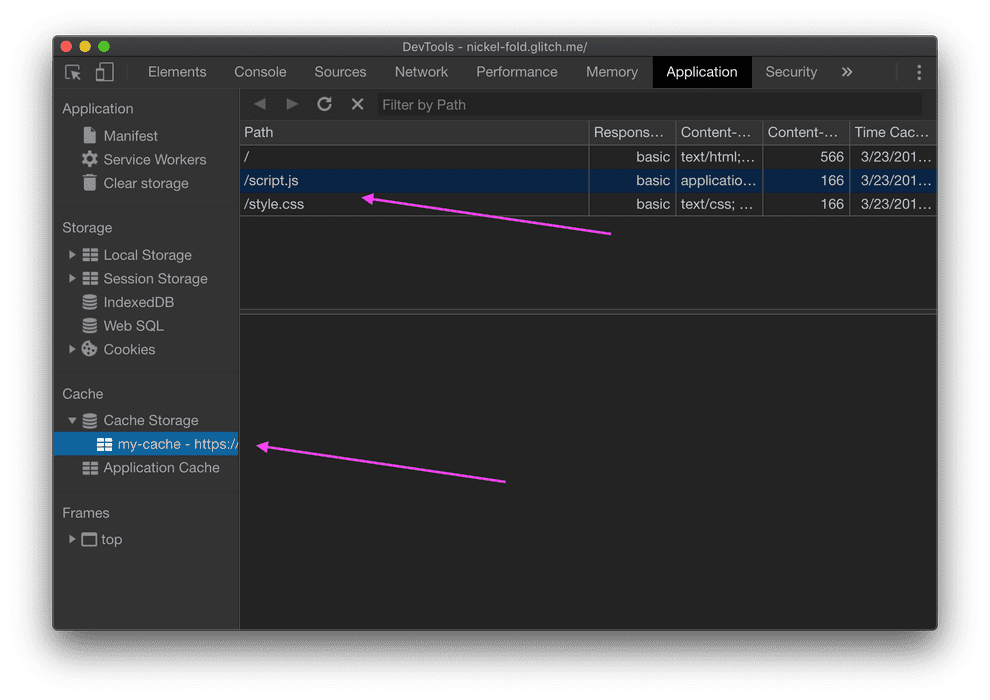 DevTools - nickel-fold.glitch.me/
Elements Console Sources Network Performance Memory Application Security »
Application
Manifest
Service Workers
Clear storage
Storage
Local Storage
Session Storage
IndexedDB
Web SQL
Cookies
Cache
Cache Storage
my-cache - https:/
Application Cache
Frames
top
Filter by Path
Path Respons… Content-… Content-… Time Cac…
/ basic text/html;… 566 3/23/201…
/script.js basic applicatio… 166 3/23/201…
/style.css basic text/css; … 166 3/23/201…